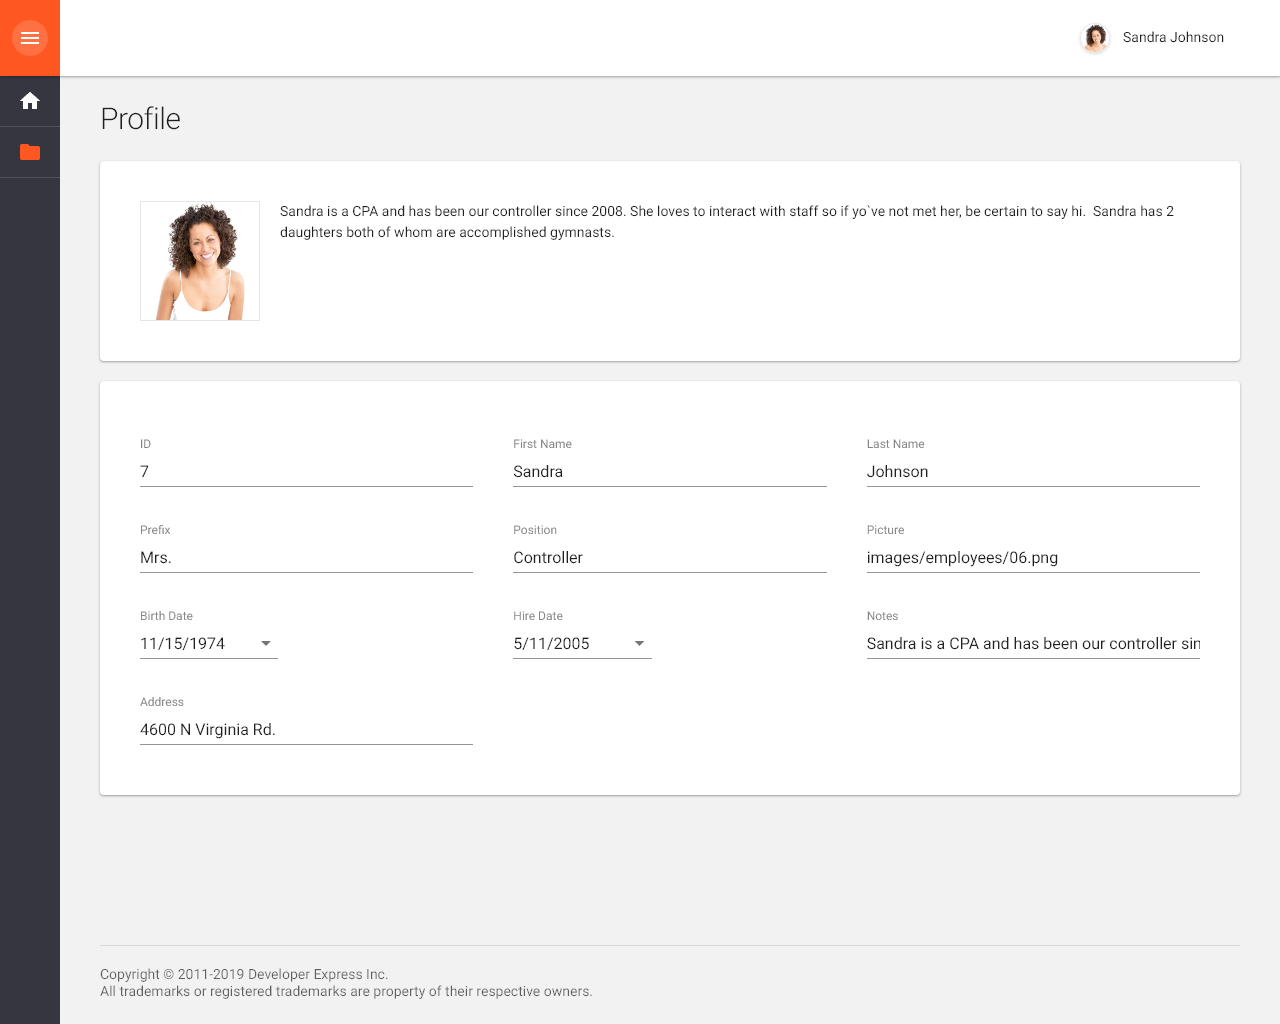 Sandra Johnson
Profile
Sandra is a CPA and has been our controller since 2008. She loves to interact with staff so if yo`ve not met her, be certain to say hi.  Sandra has 2
daughters both of whom are accomplished gymnasts.
ID
First Name
Last Name
7
Sandra
Johnson
Prefix
Position
Picture
Mrs.
Controller
images/employees/06.png
Birth Date
Hire Date
Notes
11/15/1974
5/11/2005
Sandra is a CPA and has been our controller sin
Address
4600 N Virginia Rd.
Copyright © 2011-2019 Developer Express Inc.
All trademarks or registered trademarks are property of their respective owners.